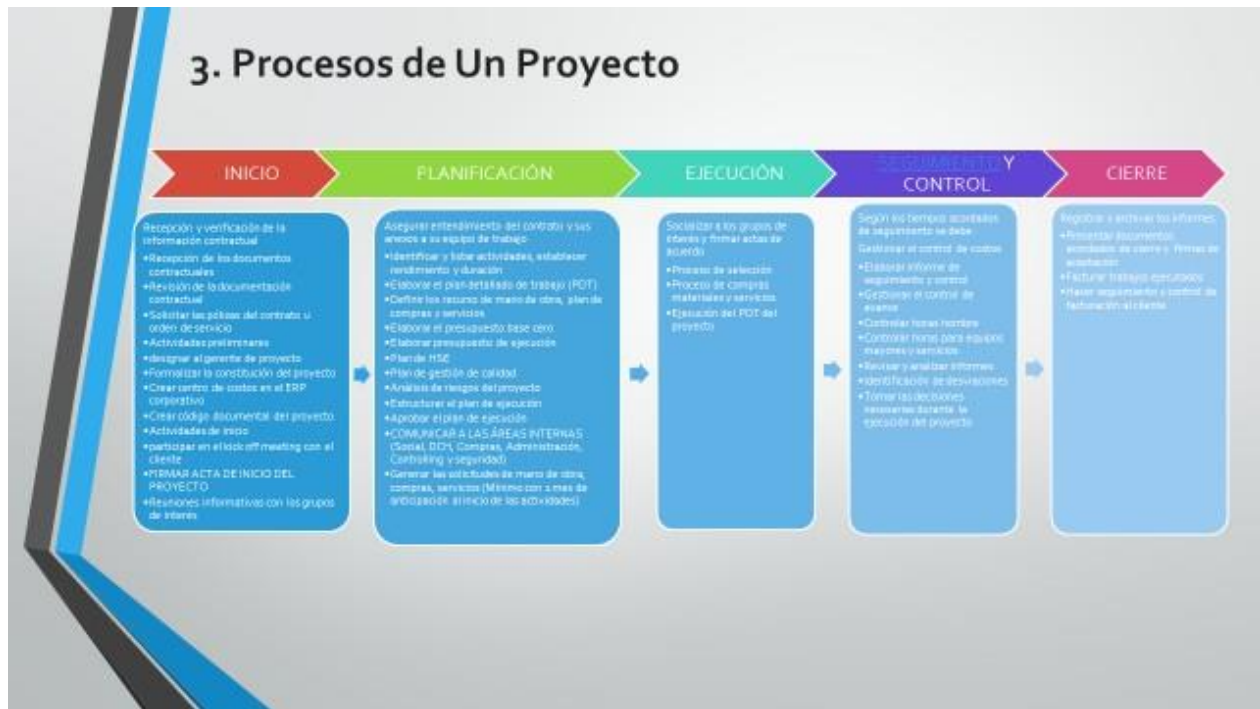 3. Procesos de Un Proyecto
INICIO
PLANIFICACIÓN
EJECUCIÓN
SEGUIMIENTO Y
CONTROL
CIERRE
Recepción y verificación de la
información contractual
•Recepción de los documentos
contractuales
•Revisión de la documentación
contractual
•Solicitar las pólizas del contrato u
orden de servicio
•Actividades preliminares
•designar al gerente de proyecto
•Formalizar la constitución del proyecto
•Crear centro de costos en el ERP
corporativo
•Crear código documental del proyecto.
•Actividades de inicio
•participar en el kick off meeting con el
cliente
•FIRMAR ACTA DE INICIO DEL
PROYECTO
•Reuniones informativas con los grupos
de interés
Asegurar entendimiento del contrato y sus
anexos a su equipo de trabajo
•Identificar y listar actividades, establecer
rendimiento y duración
•Elaborar el plan detallado de trabajo (PDT)
•Definir los recurso de mano de obra, plan de
compras y servicios
•Elaborar el presupuesto base cero
•Elaborar presupuesto de ejecución
•Plan de HSE
•Plan de gestión de calidad
•Análisis de riesgos del proyecto
•Estructurar el plan de ejecución
•Aprobar el plan de ejecución
•COMUNICAR A LAS ÁREAS INTERNAS
(Social, DCH, Compras, Administración,
Controlling y seguridad)
•Generar las solicitudes de mano de obra,
compras, servicios (Mínimo con 1 mes de
anticipación al inicio de las actividades)
Socializar a los grupos de
interés y firmar actas de
acuerdo
•Proceso de selección
•Proceso de compras
materiales y servicios
•Ejecución del PDT del
proyecto
Según los tiempos acordados
de seguimiento se debe
Gestionar el control de costos
•Elaborar informe de
seguimiento y control
•Gestionar el control de
avance
•Controlar horas hombre
•Controlar horas para equipos
mayores y servicios
•Revisar y analizar informes
•Identificación de desviaciones
•Tomar las decisiones
necesarias durante la
ejecución del proyecto
Registrar y archivar los informes
•Presentar documentos
acordados de cierre y firmas de
aceptación
•Facturar trabajos ejecutados
•Hacer seguimiento y control de
facturación al cliente